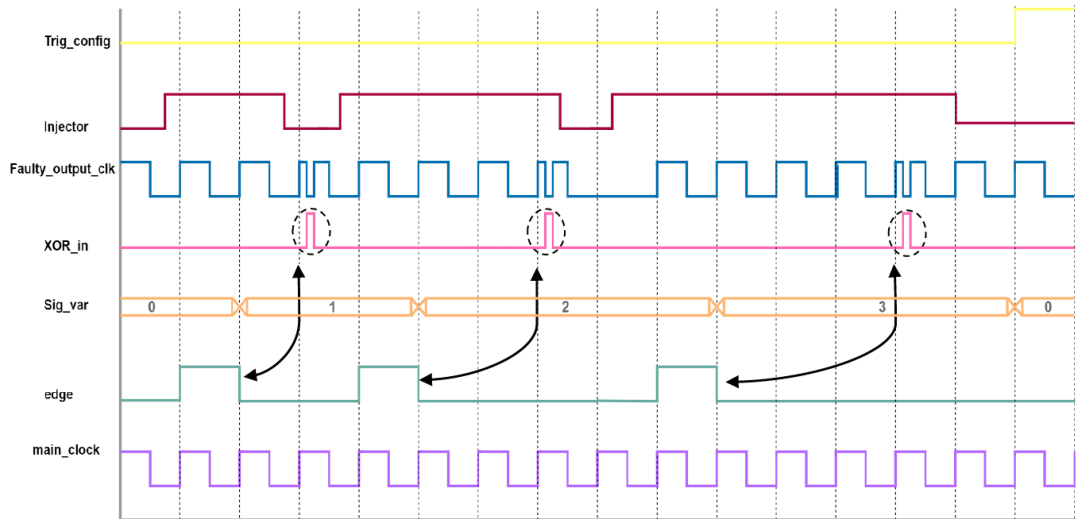 Trig_config
Injector
Faulty_output_clk
XOR_in
Sig_var 0 1 2 3 0
edge
main_clock